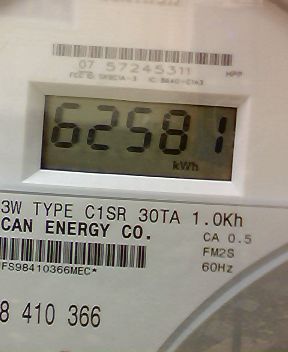 07 57245311 HPP
62581
kWh
3W TYPE C1SR 30TA 1.0Kh
CAN ENERGY CO.
CA 0.5
FM2S
60Hz
FS98410366MEC*
8 410 366